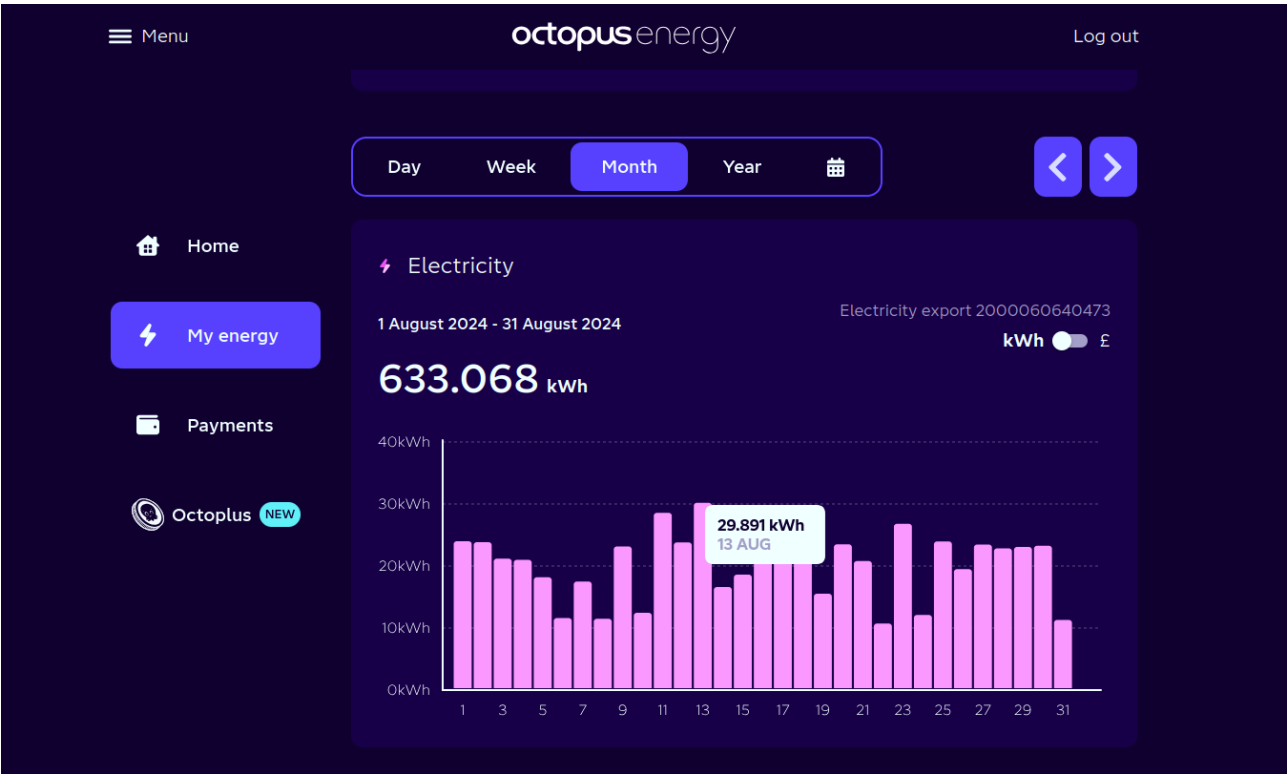 Menu
octopus energy
Log out
Day Week Month Year
Home
My energy
Payments
Octoplus NEW
Electricity
1 August 2024 - 31 August 2024
Electricity export 2000060640473
kWh £
633.068 kWh
40kWh
30kWh
20kWh
10kWh
0kWh
29.891 kWh
13 AUG
1 3 5 7 9 11 13 15 17 19 21 23 25 27 29 31